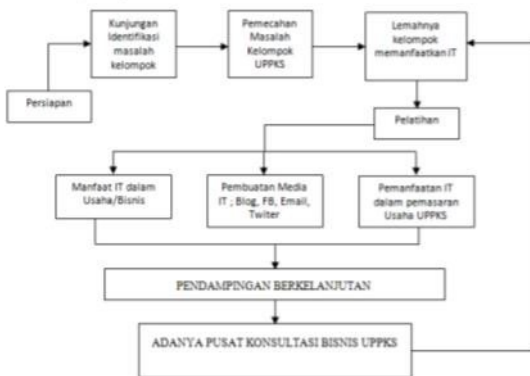 Kunjungan
Identifikasi
masalah
kelompok
Pemecahan
Masalah
Kelompok
UPPKS
Lemahnya
kelompok
memanfaatkan IT
Persiapan
Pelatihan
Manfaat IT dalam
Usaha/Bisnis
Pembuatan Media
IT ; Blog, FB, Email,
Twiter
Pemanfaatan IT
dalam pemasaran
Usaha UPPKS
PENDAMPINGAN BERKELANJUTAN
ADANYA PUSAT KONSULTASI BISNIS UPPKS